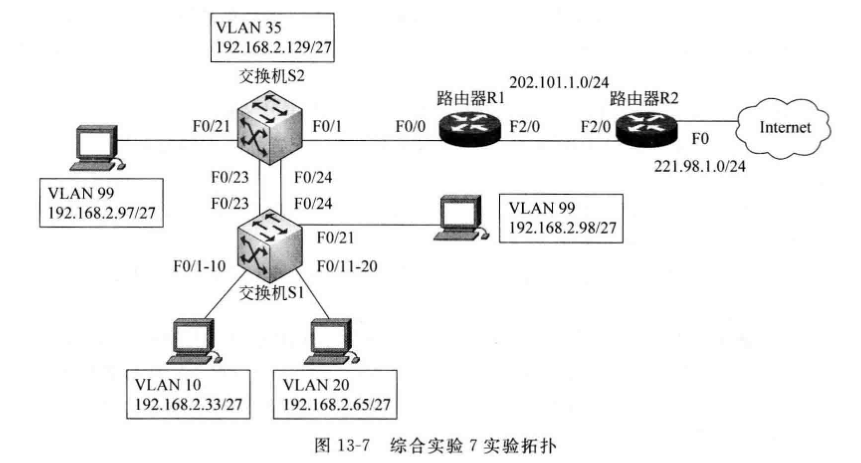 VLAN 35
192.168.2.129/27
交换机S2
202.101.1.0/24
路由器R1
路由器R2
F0/21
F0/1
F0/0
F2/0
F2/0
F0
Internet
221.98.1.0/24
VLAN 99
192.168.2.97/27
F0/23
F0/24
F0/23
F0/24
VLAN 99
192.168.2.98/27
F0/21
F0/1-10
F0/11-20
交换机S1
VLAN 10
192.168.2.33/27
VLAN 20
192.168.2.65/27
图 13-7 综合实验 7 实验拓扑